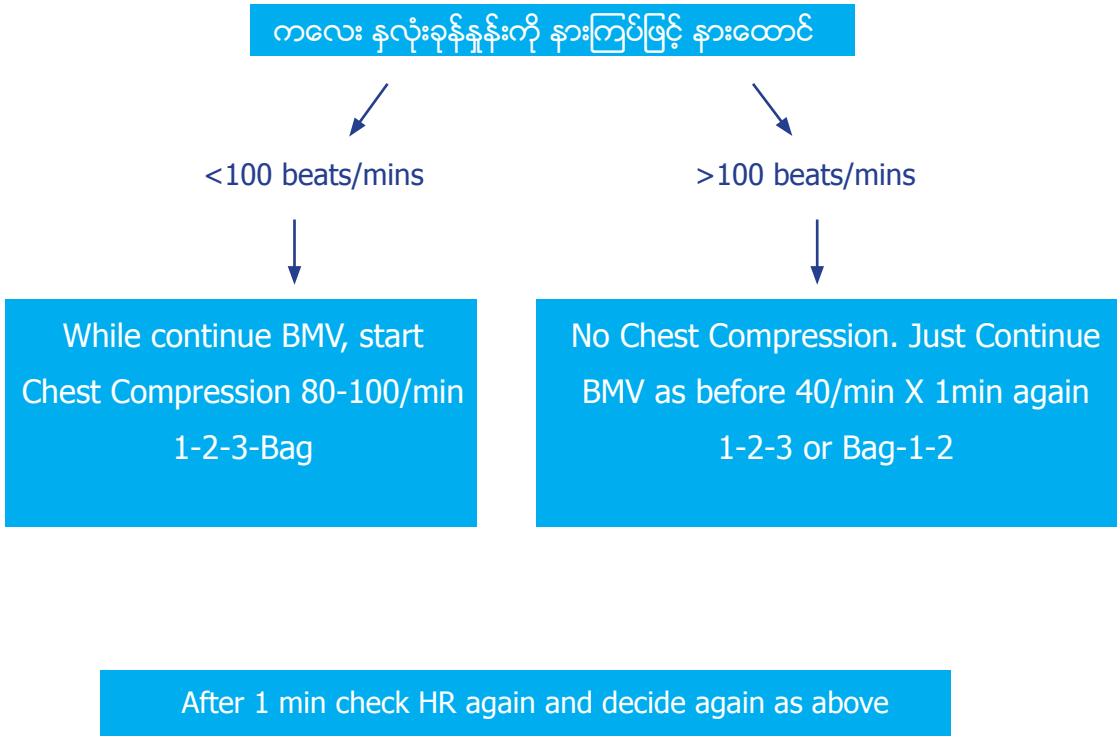 ကလေး နှလုံးခုန်နှုန်းကို နားကြပ်ဖြင့် နားထောင်
<100 beats/mins
>100 beats/mins
While continue BMV, start
Chest Compression 80-100/min
1-2-3-Bag
No Chest Compression. Just Continue
BMV as before 40/min X 1min again
1-2-3 or Bag-1-2
After 1 min check HR again and decide again as above